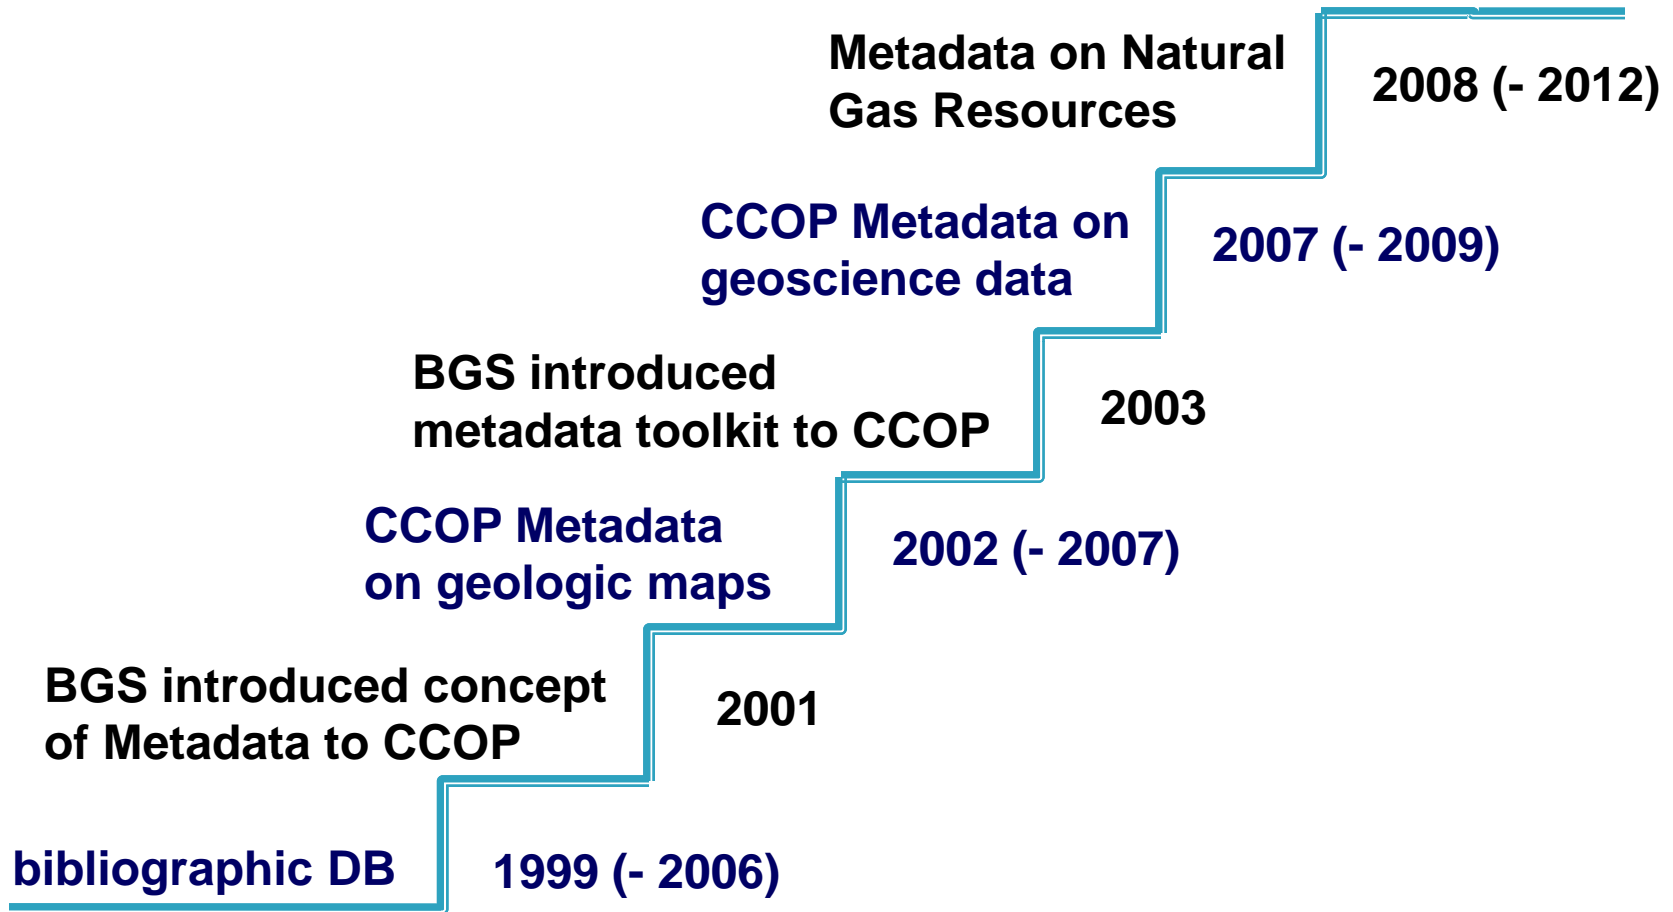 Metadata on Natural
Gas Resources
2008 (- 2012)
CCOP Metadata on
geoscience data
2007 (- 2009)
BGS introduced
metadata toolkit to CCOP
2003
CCOP Metadata
on geologic maps
2002 (- 2007)
BGS introduced concept
of Metadata to CCOP
2001
bibliographic DB
1999 (- 2006)